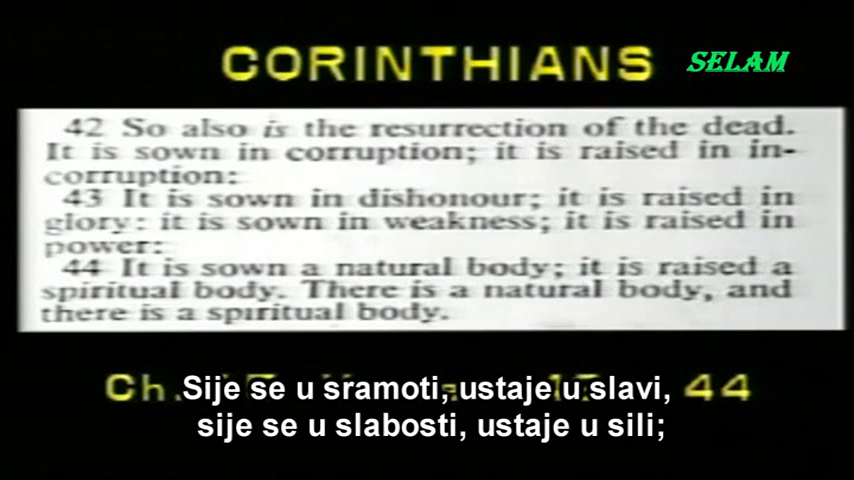 CORINTHIANS
SELAM
42 So also is the resurrection of the dead.
It is sown in corruption; it is raised in in-
corruption:
43 It is sown in dishonour; it is raised in
glory: it is sown in weakness; it is raised in
power:
44 It is sown a natural body; it is raised a
spiritual body. There is a natural body, and
there is a spiritual body.
Ch. 44
Sije se u sramoti, ustaje u slavi,
sije se u slabosti, ustaje u sili;